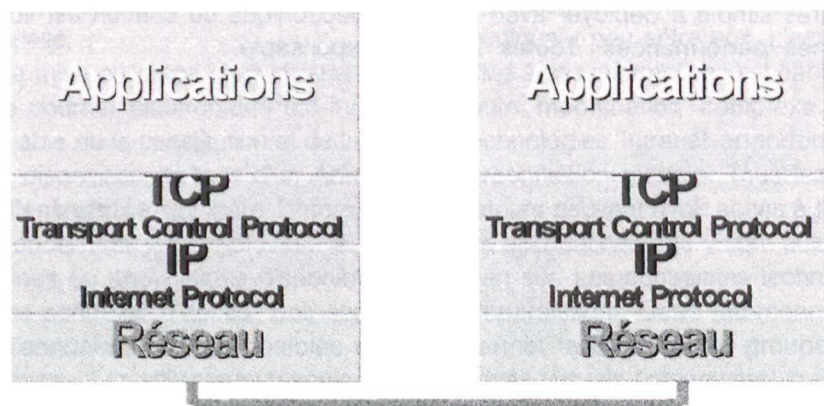 Applications
TCP
Transport Control Protocol
IP
Internet Protocol
Réseau
Applications
TCP
Transport Control Protocol
IP
Internet Protocol
Réseau